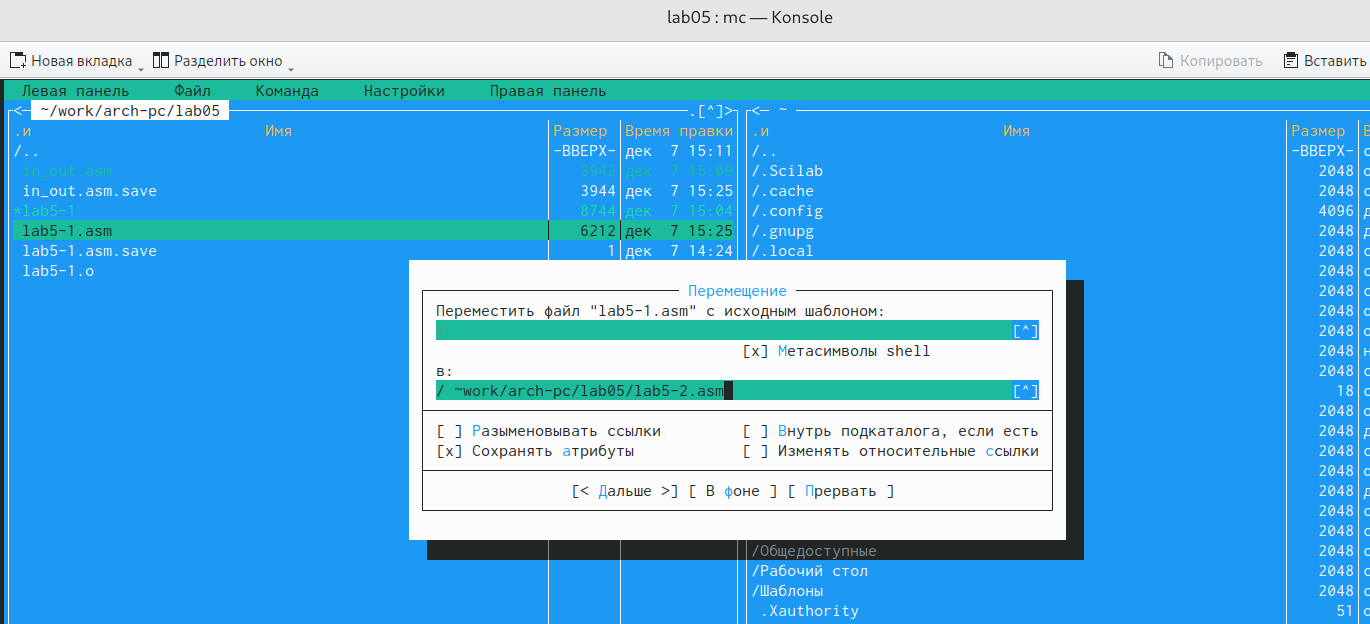 lab05 : mc — Konsole
Новая вкладка Разделить окно Копировать Вставить
Левая панель Файл Команда Настройки Правая панель
<— ~/work/arch-pc/lab05 .[^]> <— ~
.и Имя Размер Время правки .и Имя Размер
/.. -ВВЕРХ- дек 7 15:11 /.. -ВВЕРХ-
in_out.asm 3942 дек 7 15:09 /.Scilab 2048
in_out.asm.save 3944 дек 7 15:25 /.cache 2048
*lab5-1 8744 дек 7 15:04 /.config 4096
lab5-1.asm 6212 дек 7 15:25 /.gnupg 2048
lab5-1.asm.save 1 дек 7 14:24 /.local 2048
lab5-1.o 2048
Перемещение 2048
Переместить файл "lab5-1.asm" с исходным шаблоном: 2048
[^] 2048
[x] Метасимволы shell 2048
в: 2048
/ ~work/arch-pc/lab05/lab5-2.asm [^] 18
2048
[ ] Разыменовывать ссылки [ ] Внутрь подкаталога, если есть 2048
[x] Сохранять атрибуты [ ] Изменять относительные ссылки 2048
2048
[< Дальше >] [ В фоне ] [ Прервать ] 2048
2048
2048
/Общедоступные 2048
/Рабочий стол 2048
/Шаблоны 2048
.Xauthority 51